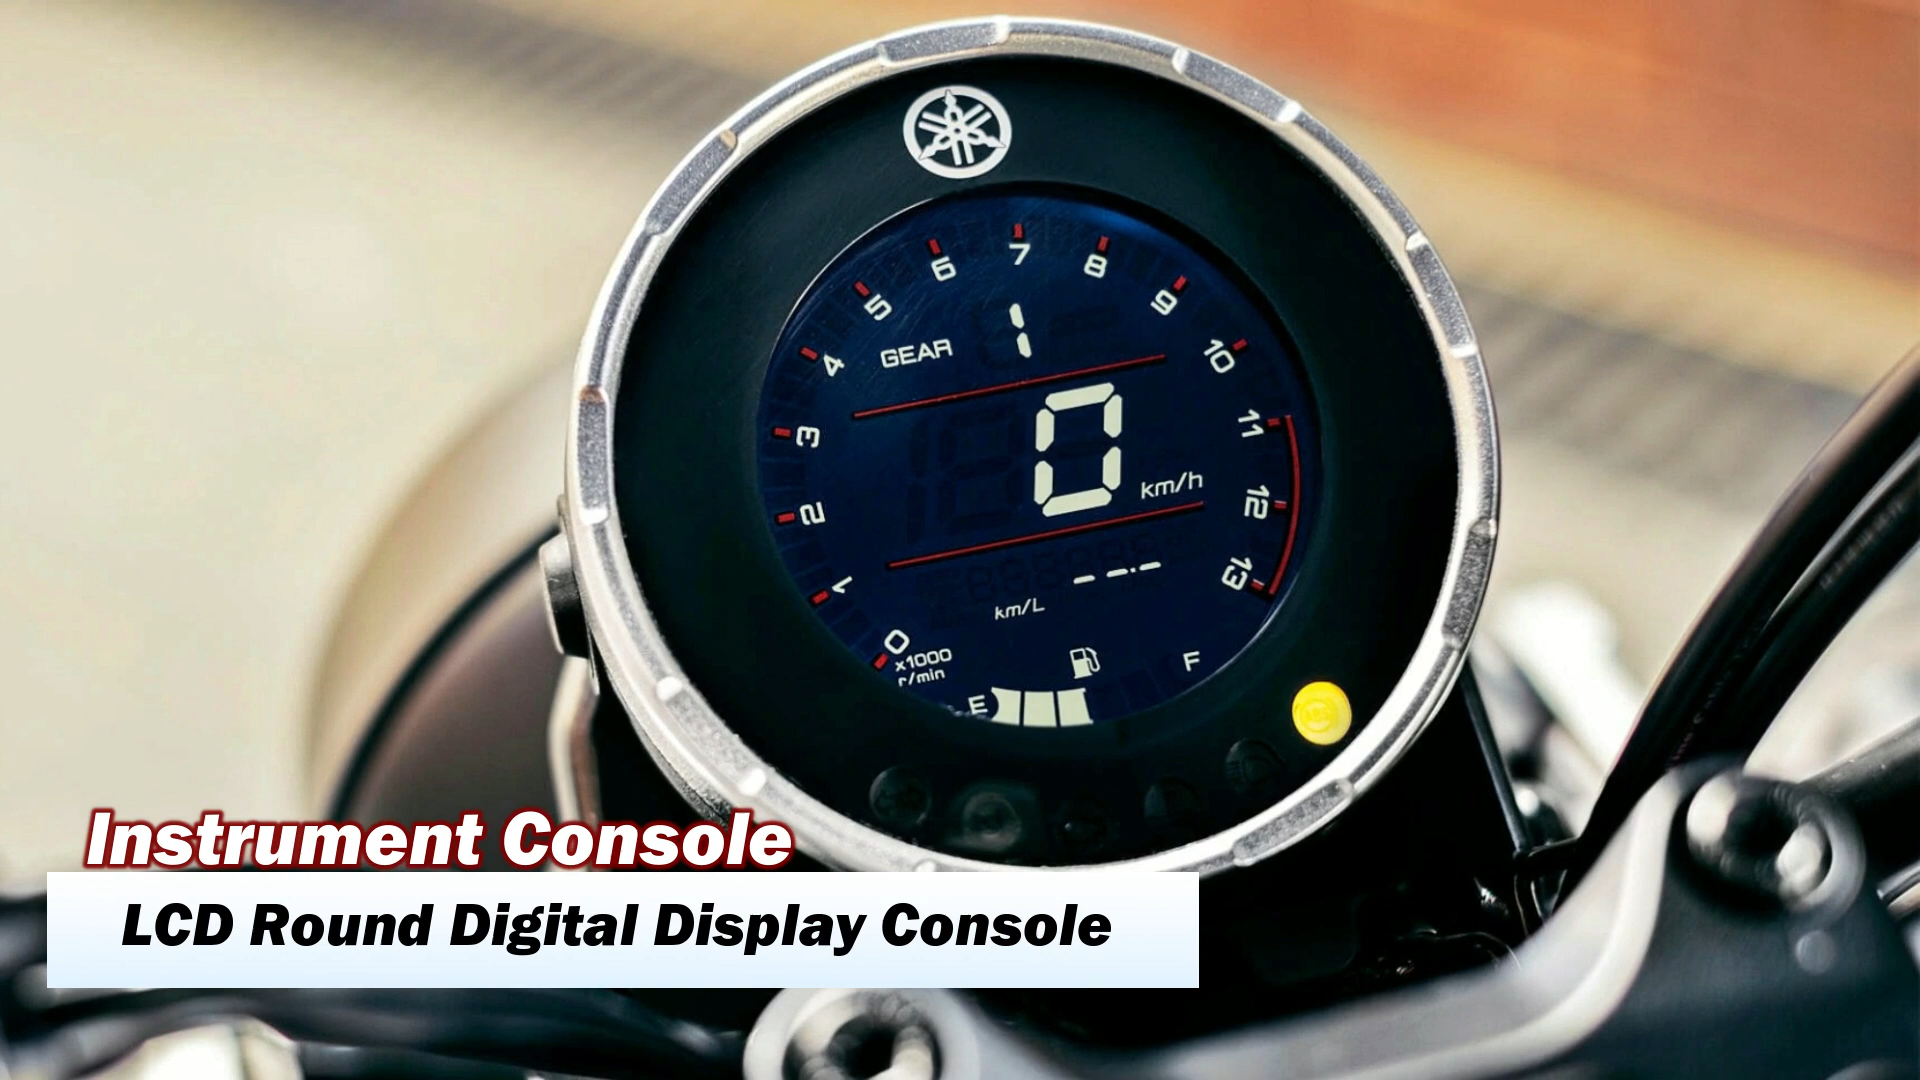 6 7 8
5 9
4 GEAR 1 10
3 0 11
2 km/h 12
1 --.- 13
km/L
0
x1000
r/min
E F
Instrument Console
LCD Round Digital Display Console